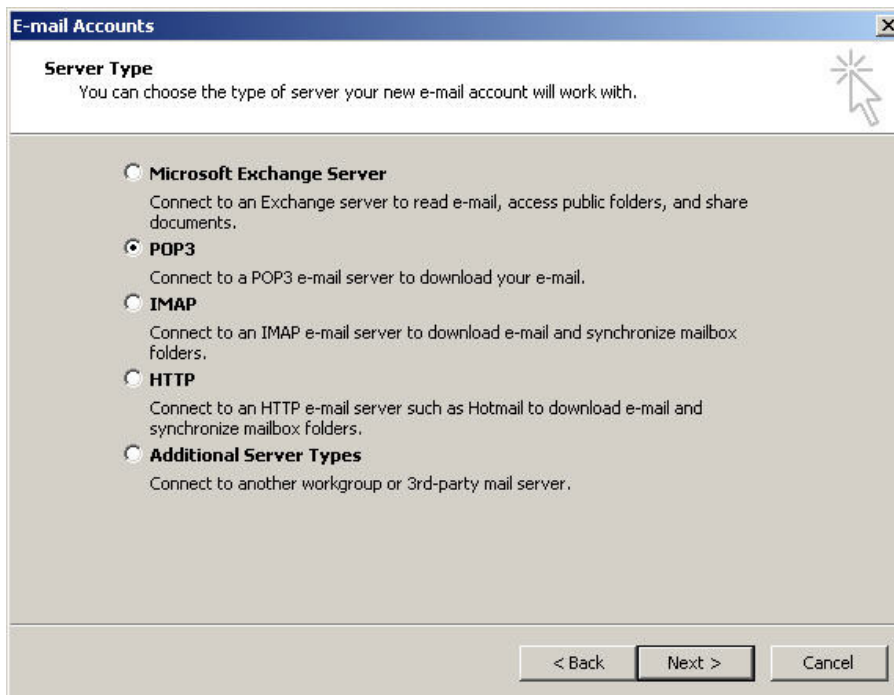 E-mail Accounts
Server Type
You can choose the type of server your new e-mail account will work with.
Microsoft Exchange Server
Connect to an Exchange server to read e-mail, access public folders, and share
documents.
POP3
Connect to a POP3 e-mail server to download your e-mail.
IMAP
Connect to an IMAP e-mail server to download e-mail and synchronize mailbox
folders.
HTTP
Connect to an HTTP e-mail server such as Hotmail to download e-mail and
synchronize mailbox folders.
Additional Server Types
Connect to another workgroup or 3rd-party mail server.
< Back Next > Cancel